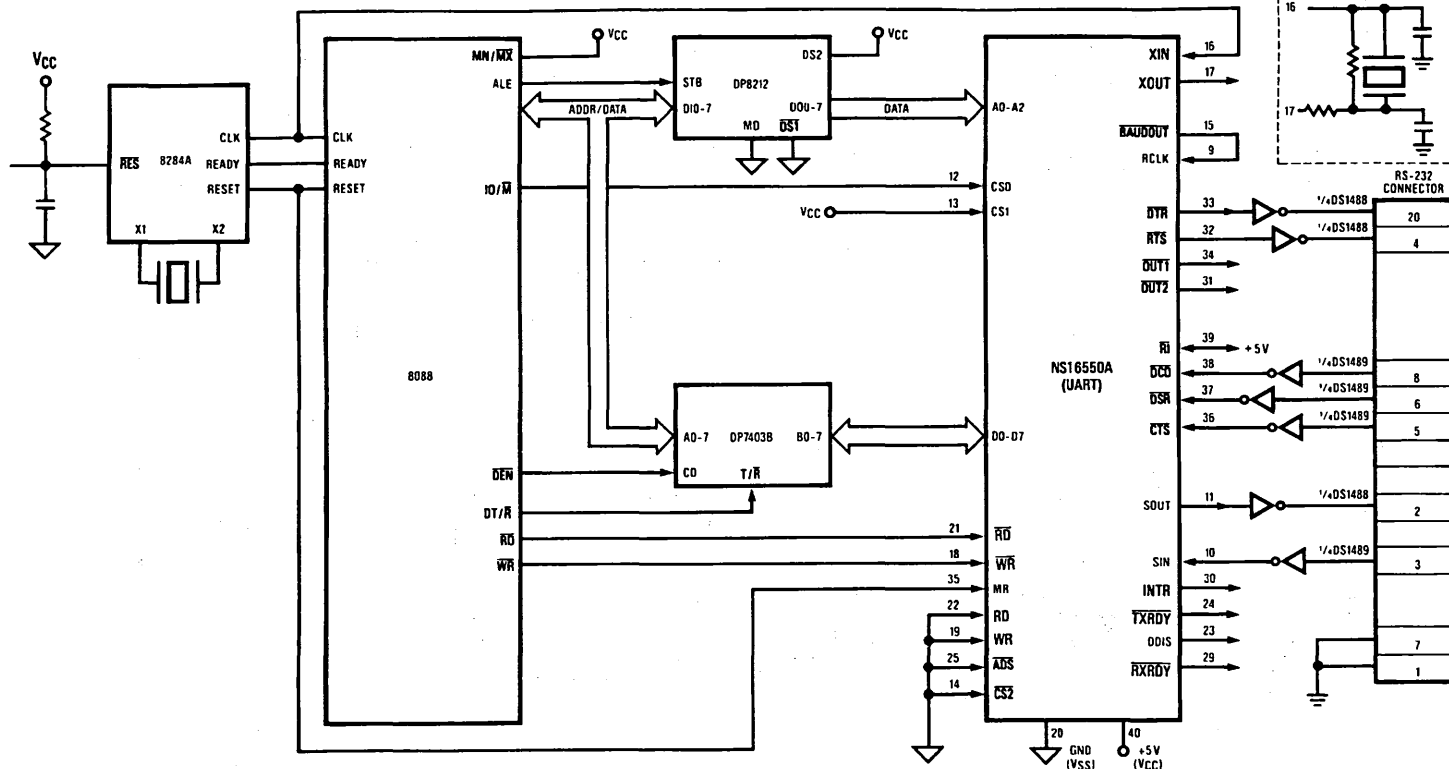 16
17
VCC
RES
8284A
CLK
READY
RESET
X1
X2
CLK
READY
RESET
8088
MN/MX
ALE
IO/M
DEN
DT/R
RD
WR
VCC
ADDR/DATA
STB
DP8212
DS2
DI0-7
DOU-7
MD
DS1
VCC
DATA
VCC
A0-7
DP7403B
B0-7
CD
T/R
NS16550A
(UART)
A0-A2
12
CS0
13
CS1
D0-D7
21
RD
18
WR
35
MR
22
RD
19
WR
25
ADS
14
CS2
20
GND
(VSS)
40
+5V
(VCC)
XIN
16
XOUT
17
BAUDOUT
15
RCLK
9
DTR
33
1/4DS1488
RTS
32
1/4DS1488
OUT1
34
OUT2
31
RI
39
+5V
DCD
38
1/4DS1489
DSR
37
1/4DS1489
CTS
36
1/4DS1489
SOUT
11
1/4DS1488
SIN
10
1/4DS1489
INTR
30
TXRDY
24
DDIS
23
RXRDY
29
RS-232
CONNECTOR
20
4
8
6
5
2
3
7
1